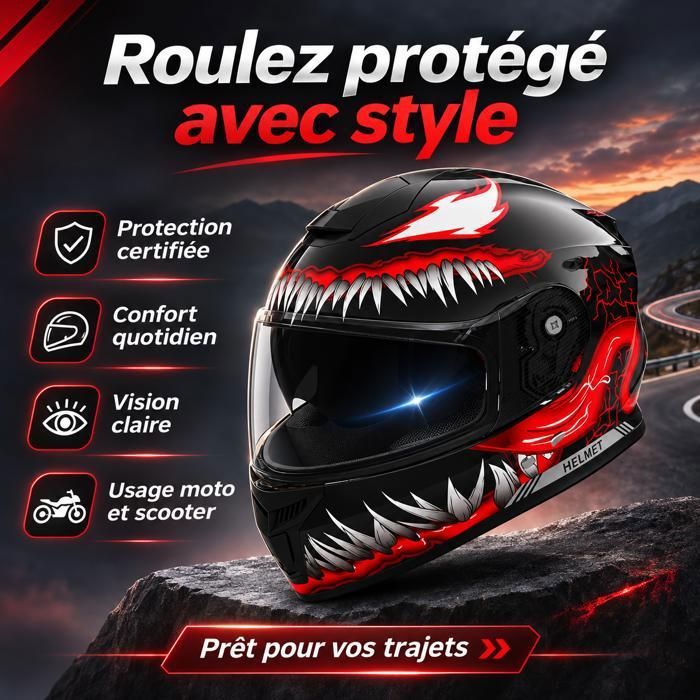 Roulez protégé
avec style
Protection
certifiée
Confort
quotidien
Vision
claire
Usage moto
et scooter
HELMET
Prêt pour vos trajets